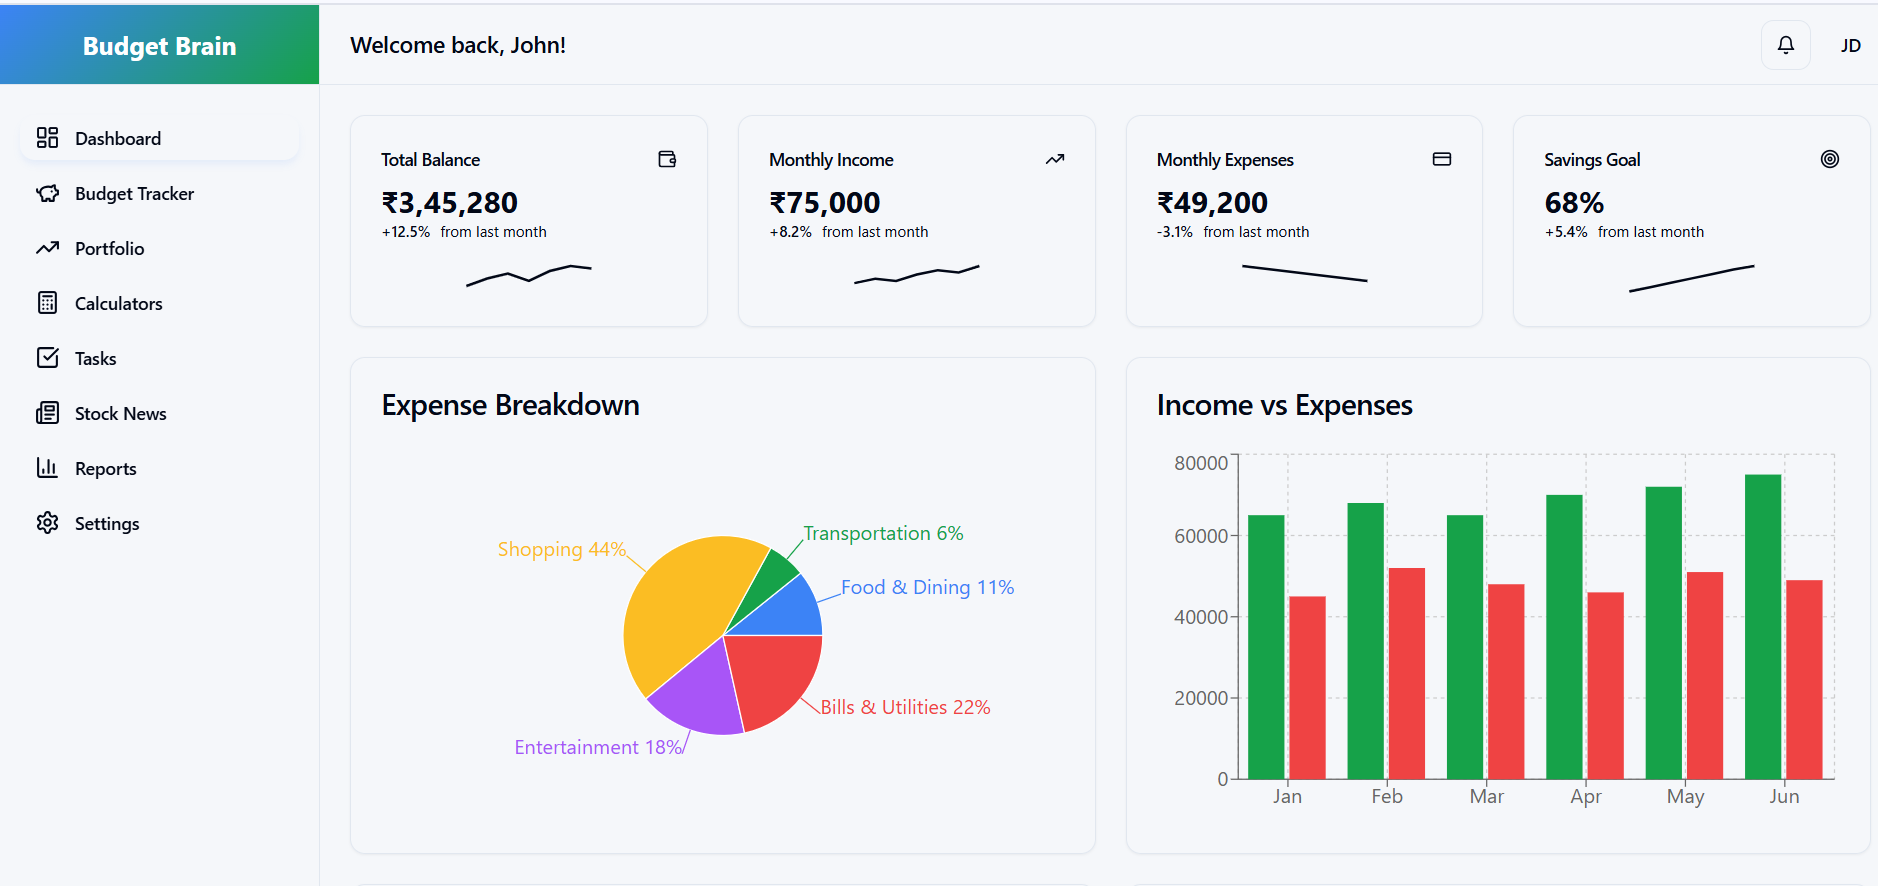 Budget Brain
Welcome back, John!
JD
Dashboard
Budget Tracker
Portfolio
Calculators
Tasks
Stock News
Reports
Settings
Total Balance
₹3,45,280
+12.5% from last month
Monthly Income
₹75,000
+8.2% from last month
Monthly Expenses
₹49,200
-3.1% from last month
Savings Goal
68%
+5.4% from last month
Expense Breakdown
Transportation 6%
Shopping 44%
Food & Dining 11%
Bills & Utilities 22%
Entertainment 18%
Income vs Expenses
80000
60000
40000
20000
0
Jan Feb Mar Apr May Jun